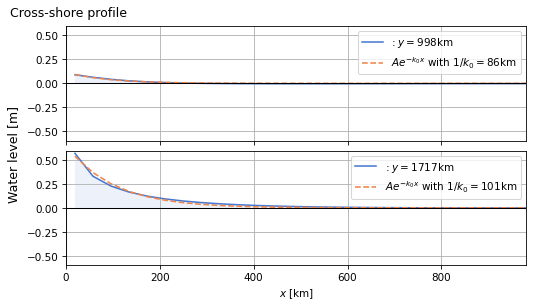 Cross-shore profile
Water level [m]
0.50
0.25
0.00
−0.25
−0.50
: y = 998km
Ae^{−k₀x} with 1/k₀ = 86km
0.50
0.25
0.00
−0.25
−0.50
: y = 1717km
Ae^{−k₀x} with 1/k₀ = 101km
0 200 400 600 800
x [km]